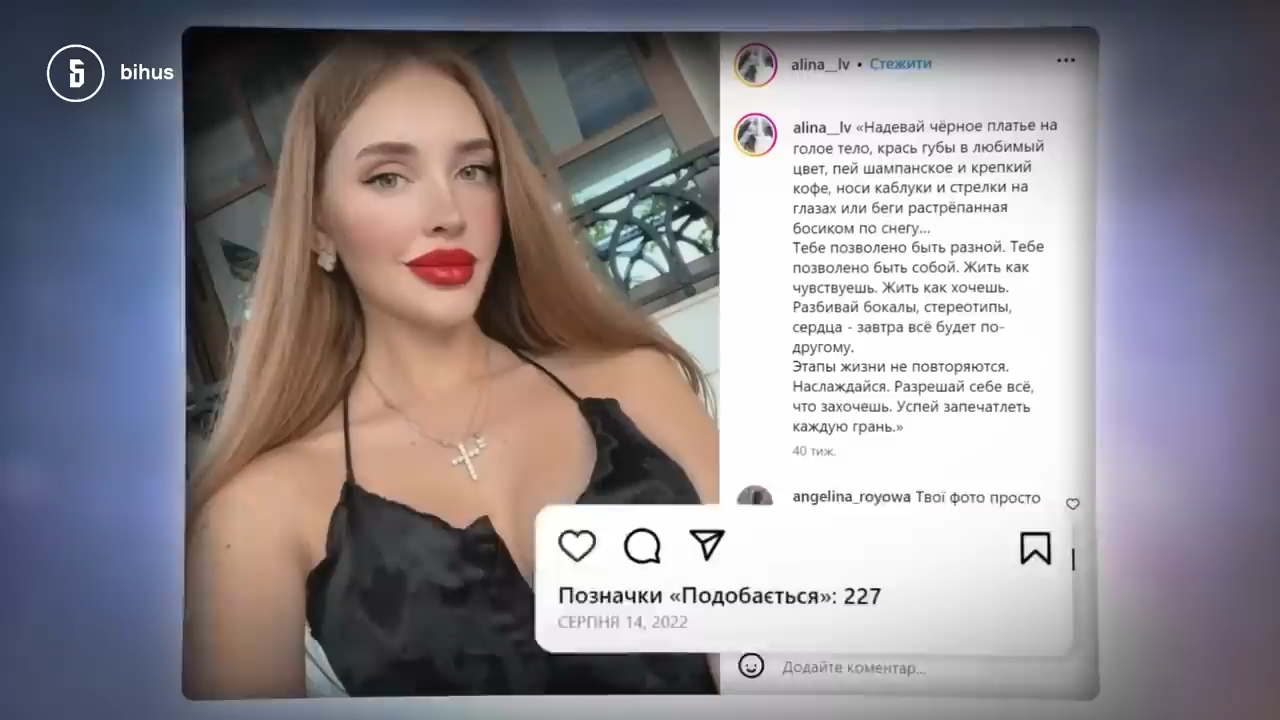 bihus
alina__lv • Стежити
alina__lv «Надевай чёрное платье на
голое тело, крась губы в любимый
цвет, пей шампанское и крепкий
кофе, носи каблуки и стрелки на
глазах или беги растрёпанная
босиком по снегу...
Тебе позволено быть разной. Тебе
позволено быть собой. Жить как
чувствуешь. Жить как хочешь.
Разбивай бокалы, стереотипы,
сердца - завтра всё будет по-
другому.
Этапы жизни не повторяются.
Наслаждайся. Разрешай себе всё,
что захочешь. Успей запечатлеть
каждую грань.»
40 тиж.
angelina_royowa Твої фото просто
Позначки «Подобається»: 227
СЕРПНЯ 14, 2022
Додайте коментар...